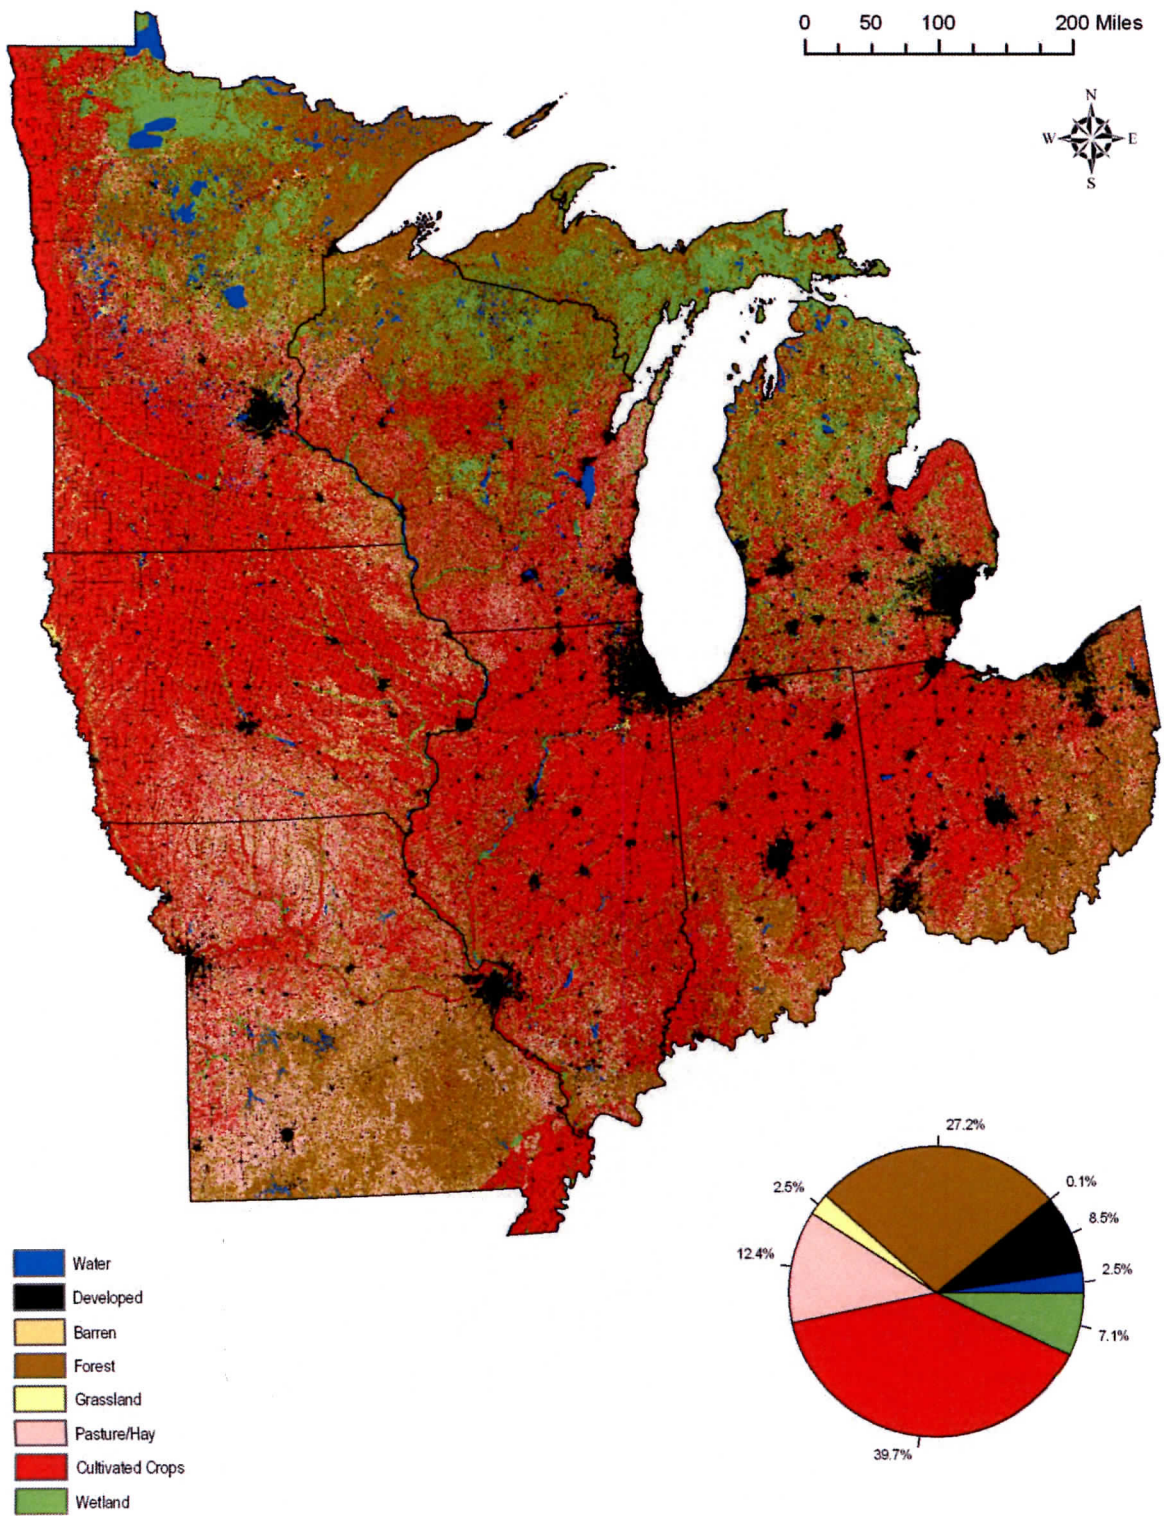 0 50 100 200 Miles
N
W E
S
27.2%
0.1%
2.5%
8.5%
12.4%
2.5%
7.1%
39.7%
Water
Developed
Barren
Forest
Grassland
Pasture/Hay
Cultivated Crops
Wetland